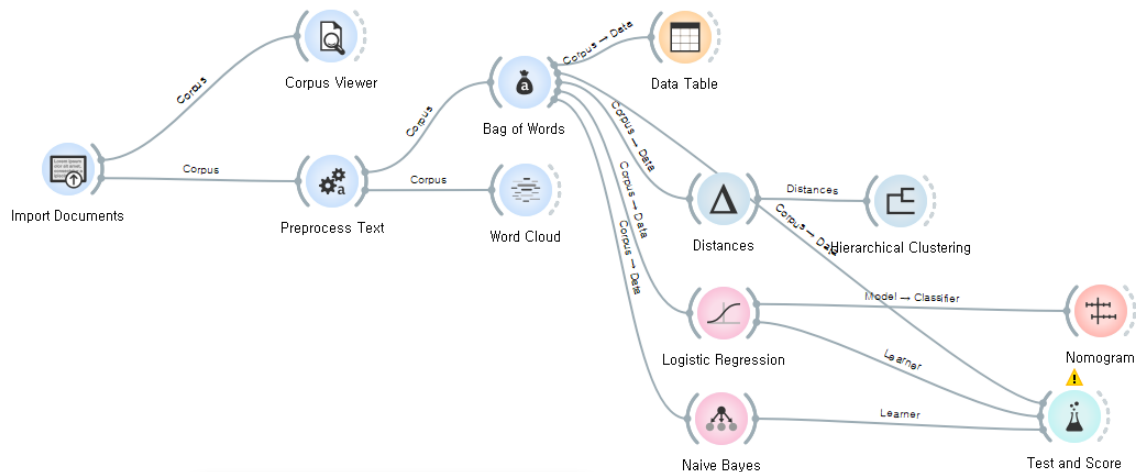 Corpus Viewer
Corpus
Import Documents
Corpus
Preprocess Text
Corpus
Corpus
a
a
Bag of Words
Word Cloud
Corpus → Data
Data Table
Corpus → Data
Corpus → Data
Corpus → Data
Corpus → Data
Distances
Distances
Hierarchical Clustering
Logistic Regression
Model → Classifier
Nomogram
Learner
Naive Bayes
Learner
Test and Score